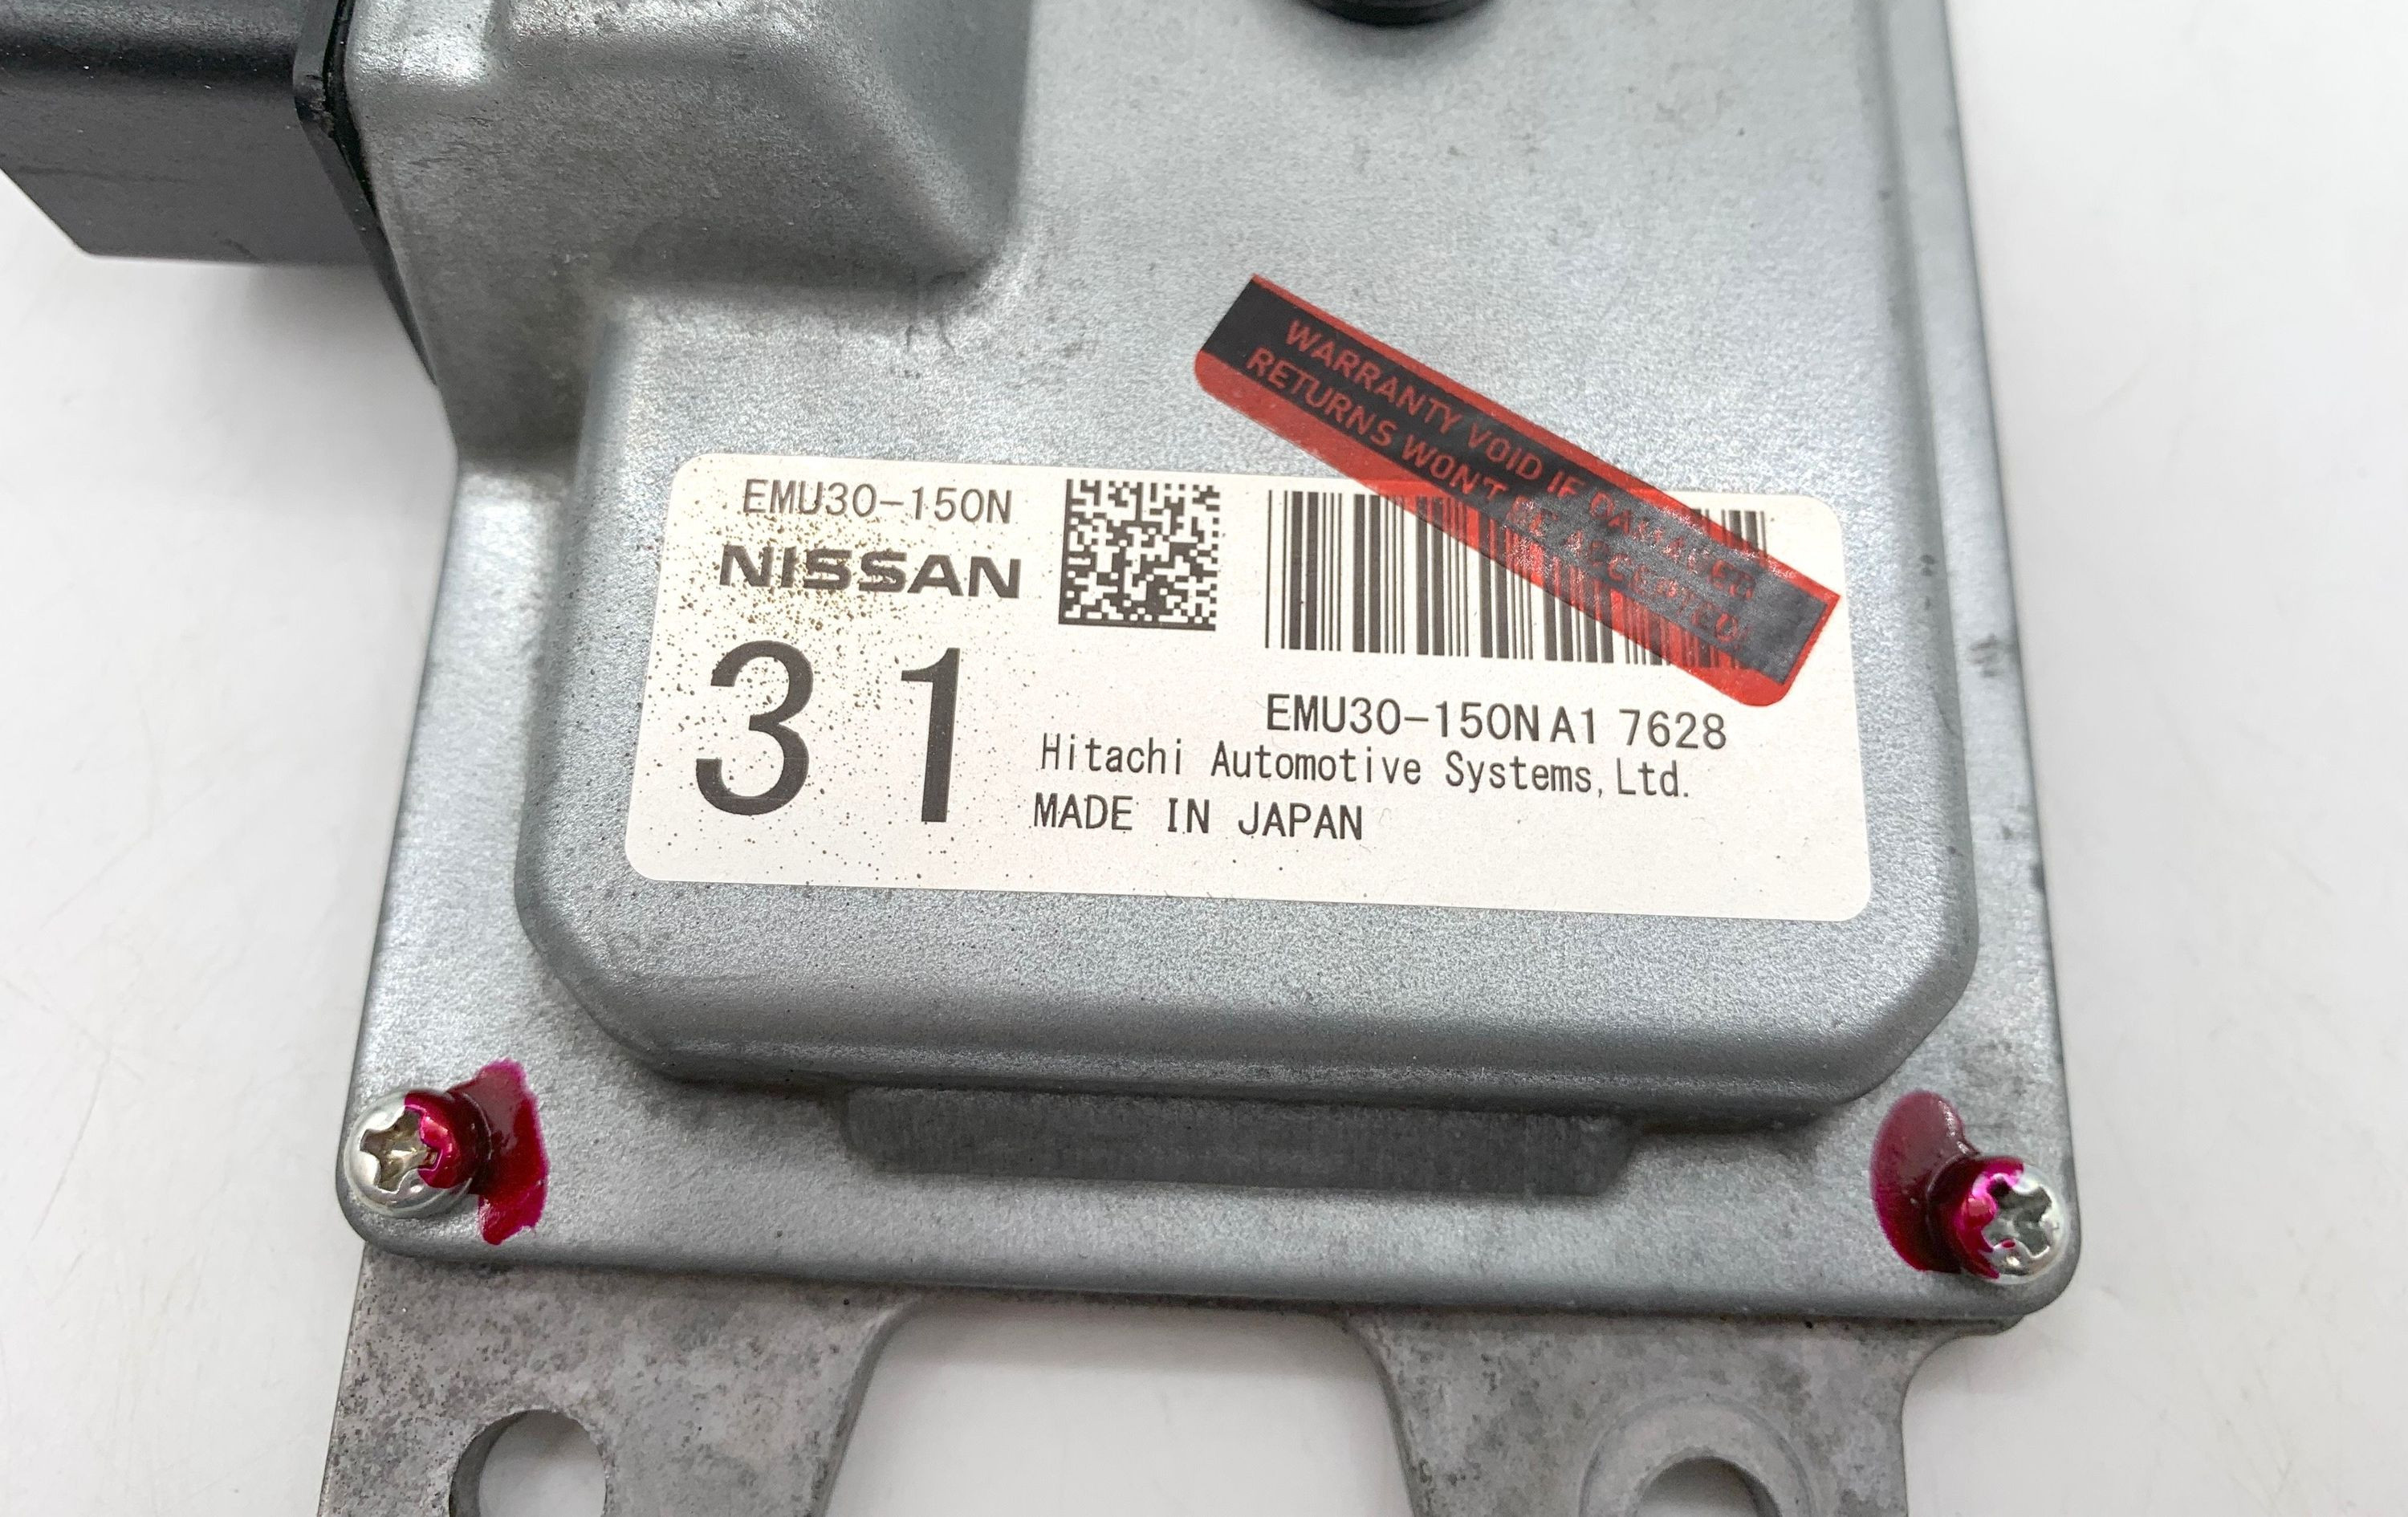 WARRANTY VOID IF DAMAGED
RETURNS WON'T BE ACCEPTED!
EMU30-150N
NISSAN
31
EMU30-150NA1 7628
Hitachi Automotive Systems,Ltd.
MADE IN JAPAN